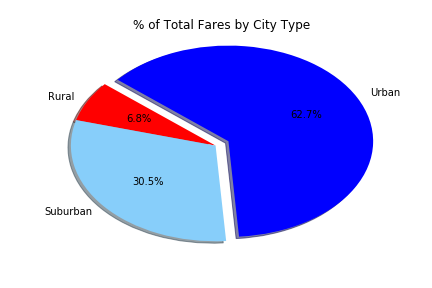 % of Total Fares by City Type
Urban
Rural
62.7%
6.8%
30.5%
Suburban